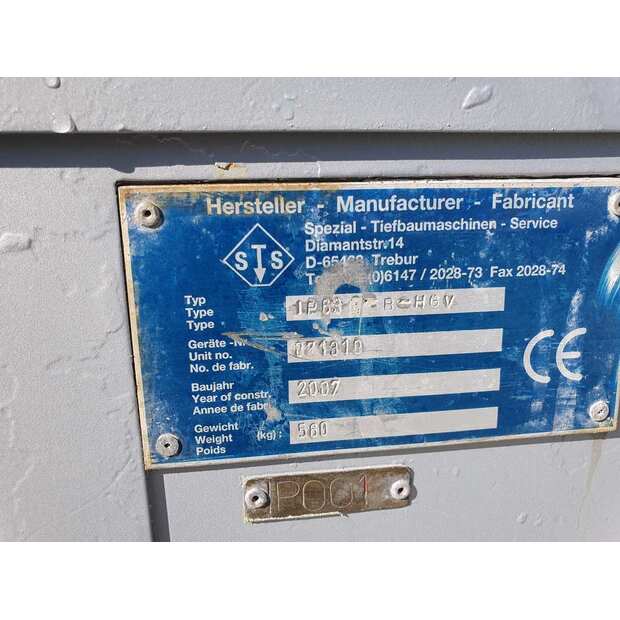 Hersteller - Manufacturer - Fabricant
STS
Spezial - Tiefbaumaschinen - Service
Diamantstr.14
Trebur
(0)6147 / 2028-73 Fax 2028-74
Typ
Type
Type
Geräte -
Unit no.
No. de fabr.
071310
Baujahr
Year of constr.
Annee de fabr.
2007
Gewicht
Weight (kg) :
Poids
560
CE
P001